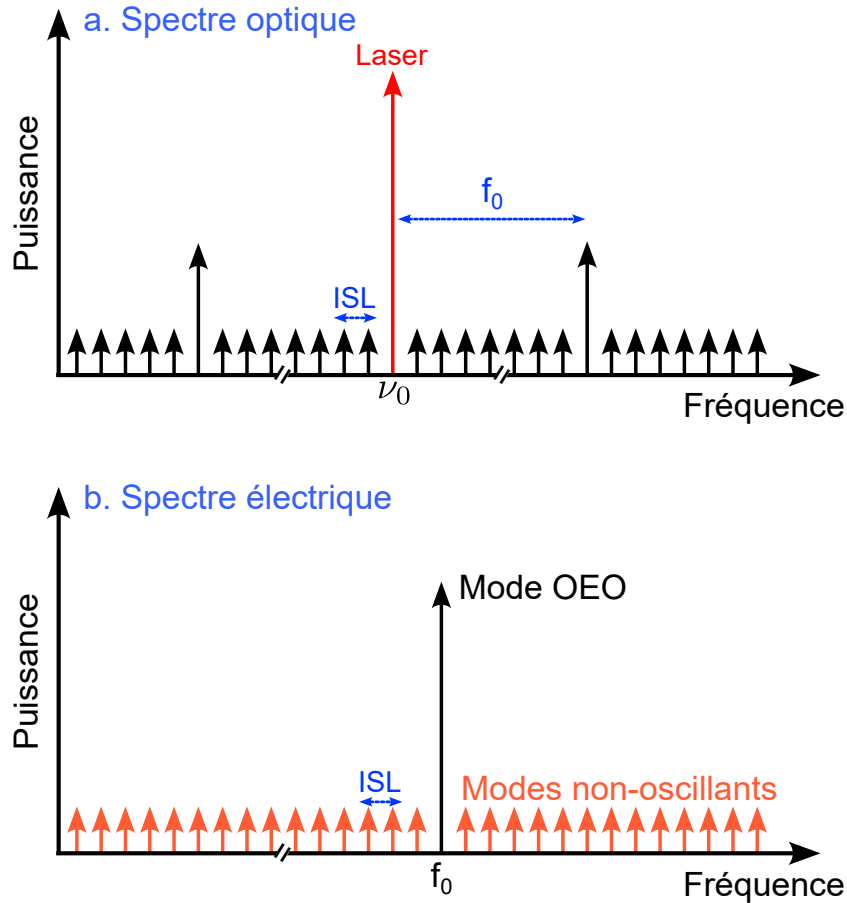 a. Spectre optique
Laser
Puissance
f₀
ISL
ν₀
Fréquence
b. Spectre électrique
Mode OEO
Puissance
ISL
Modes non-oscillants
f₀
Fréquence